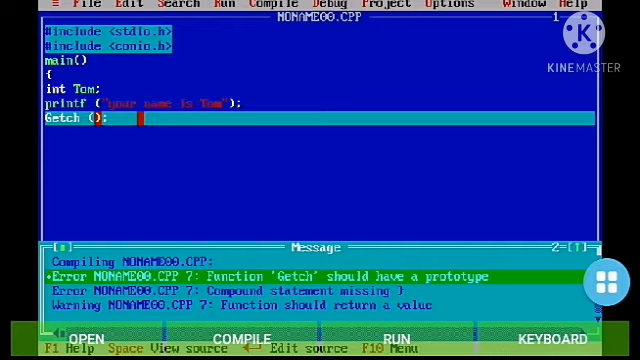 ≡ File Edit Search Run Compile Debug Project Options Window Help
NONAME00.CPP 1
#include <stdio.h>
#include <conio.h>
main()
{
int Tom;
printf ("your name is Tom");
Getch ();
KINEMASTER
Message 2=[↑]
Compiling NONAME00.CPP:
•Error NONAME00.CPP 7: Function 'Getch' should have a prototype
Error NONAME00.CPP 7: Compound statement missing }
Warning NONAME00.CPP 7: Function should return a value
OPEN COMPILE RUN KEYBOARD
F1 Help Space View source Edit source F10 Menu